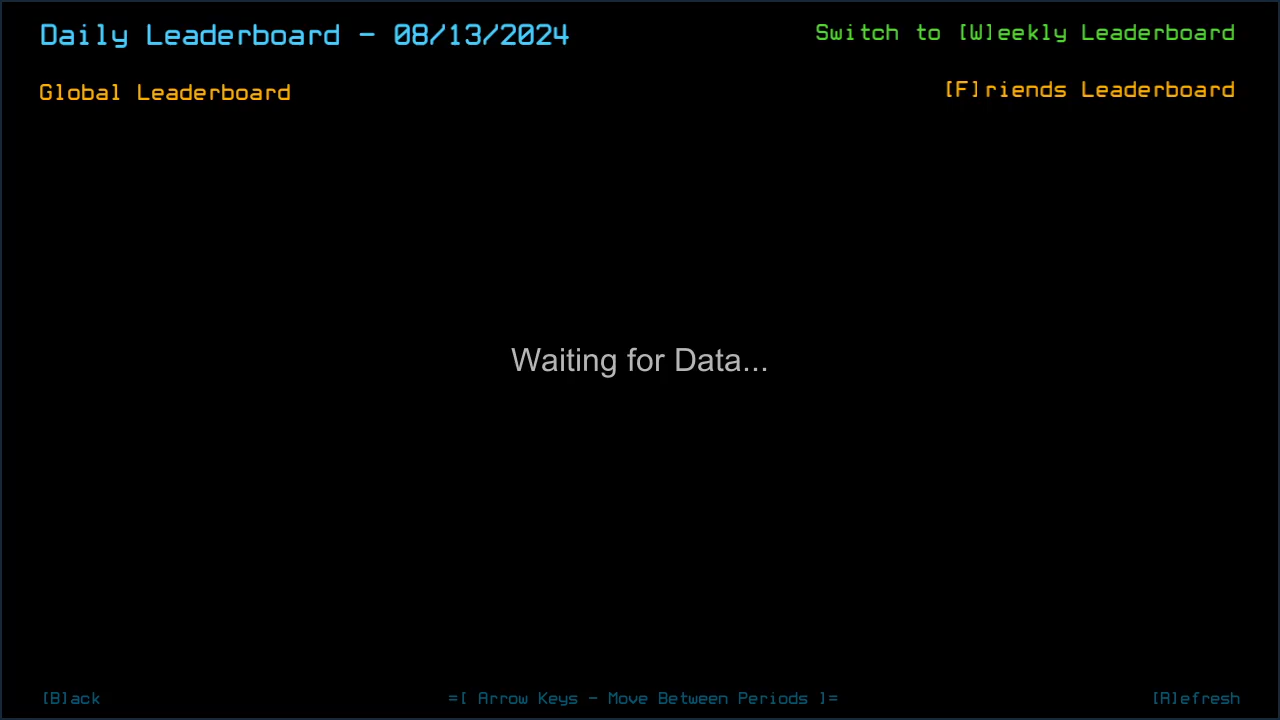 Daily Leaderboard - 08/13/2024
Switch to [W]eekly Leaderboard
Global Leaderboard
[F]riends Leaderboard
Waiting for Data...
[B]ack
=[ Arrow Keys - Move Between Periods ]=
[R]efresh